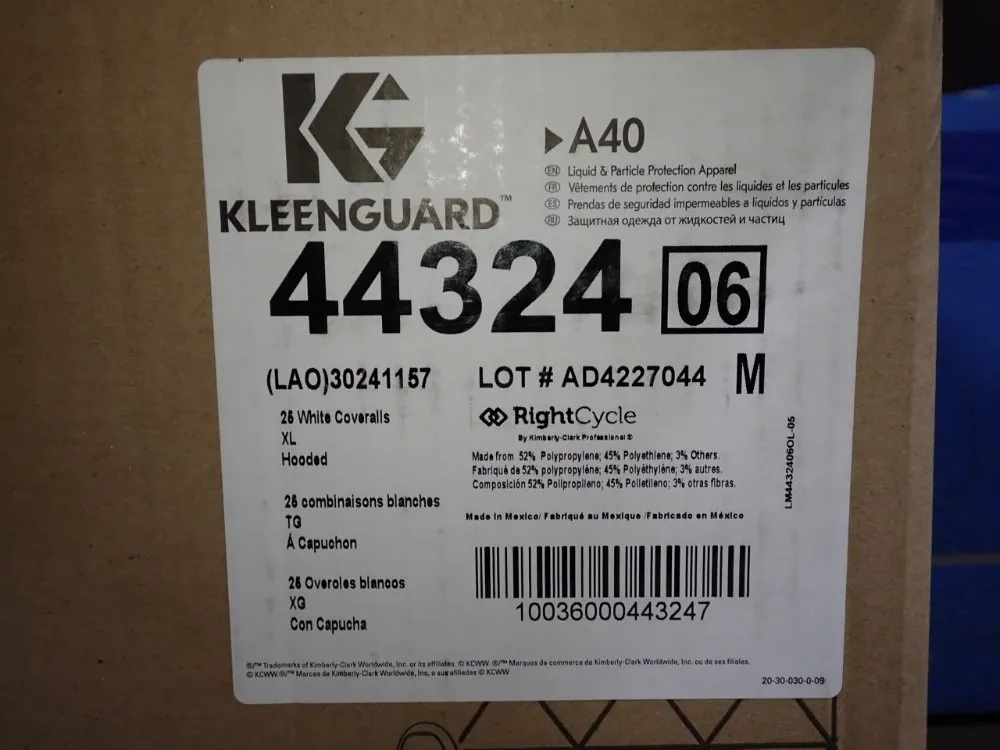 KG
KLEENGUARD™
▶A40
EN Liquid & Particle Protection Apparel
FR Vêtements de protection contre les liquides et les particules
ES Prendas de seguridad impermeables a líquidos y partículas
RU Защитная одежда от жидкостей и частиц
44324 06
(LAO)30241157 LOT # AD4227044 M
25 White Coveralls
XL
Hooded
25 combinaisons blanches
TG
À Capuchon
25 Overoles blancos
XG
Con Capucha
RightCycle
By Kimberly-Clark Professional®
Made from 52% Polypropylene; 45% Polyethlene; 3% Others.
Fabriqué de 52% polypropylène; 45% Polyéthylène; 3% autres.
Composición 52% Polipropileno; 45% Polietileno; 3% otras fibras.
Made in Mexico/ Fabriqué au Mexique /Fabricado en México
LM4432406OL-05
10036000443247
®/™ Trademarks of Kimberly-Clark Worldwide, Inc. or its affiliates. © KCWW. ®/™ Marques de commerce de Kimberly-Clark Worldwide, Inc. ou de ses filiales.
© KCWW.®/™ Marcas de Kimberly-Clark Worldwide, Inc. o sus afiliadas © KCWW
20-30-030-0-09